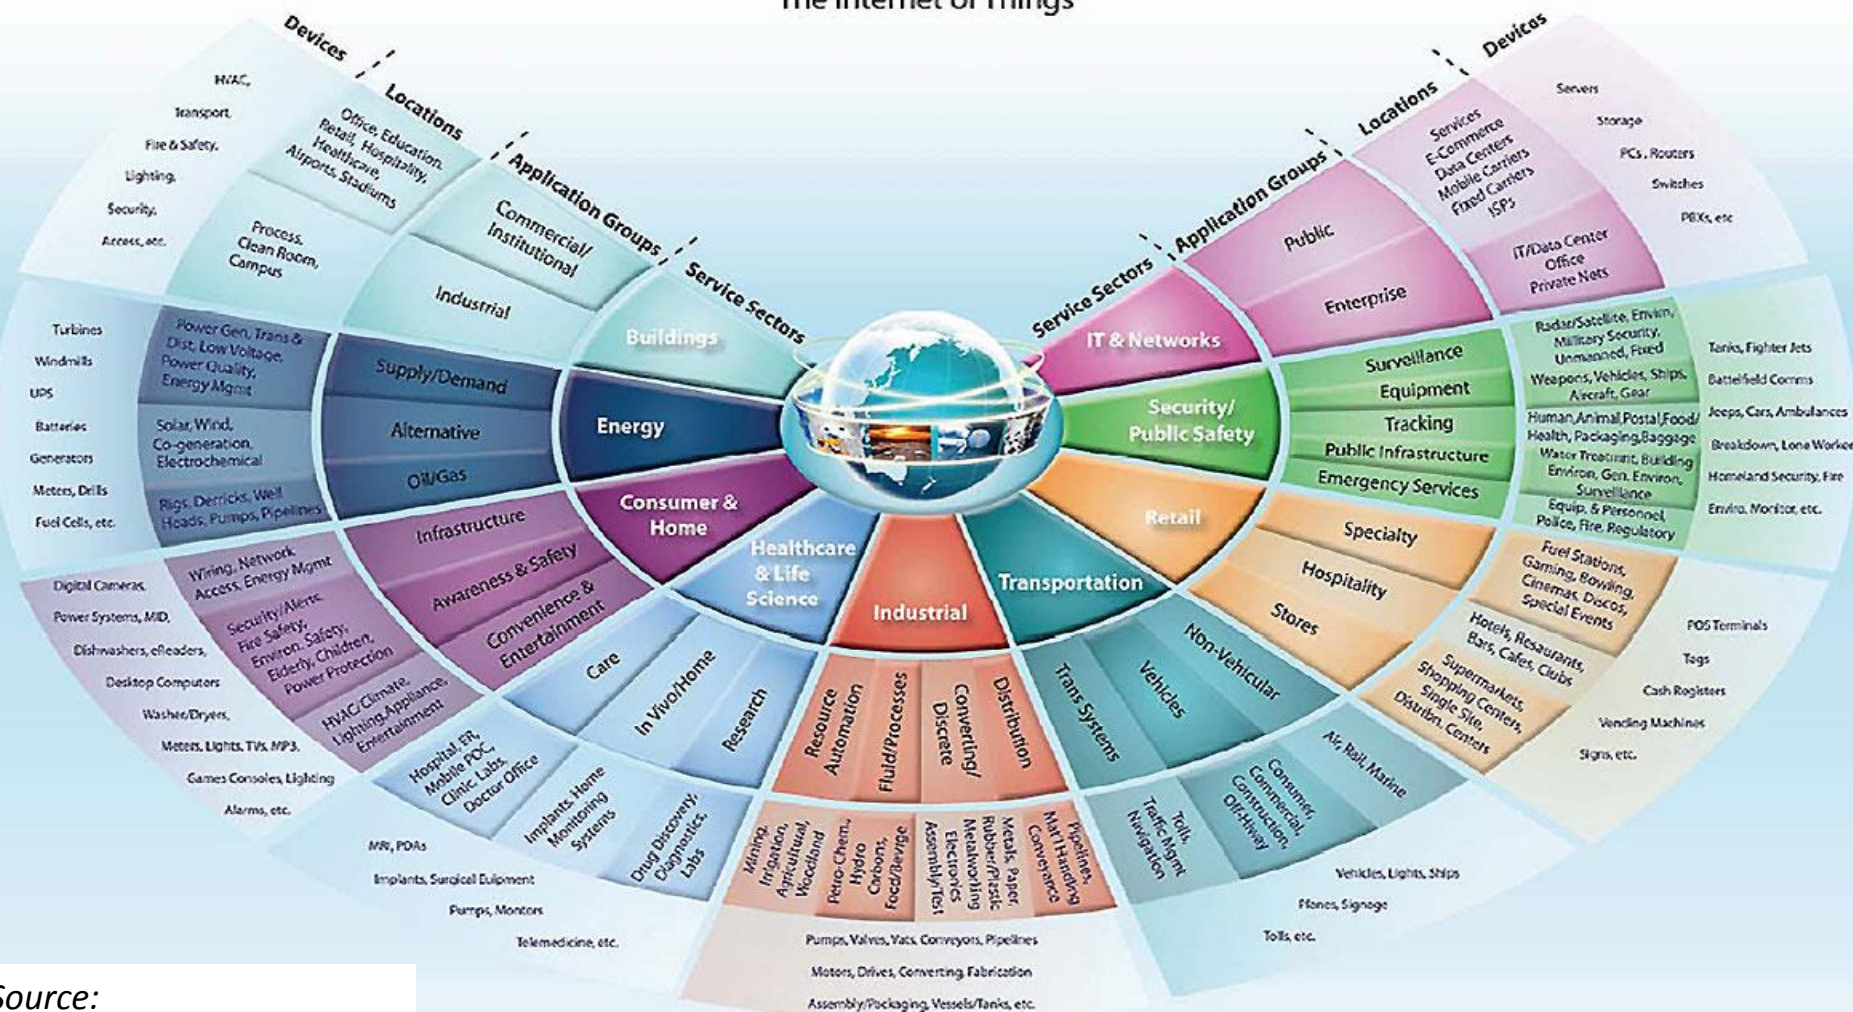 The Internet of Things
Devices
Locations
Application Groups
Service Sectors
Service Sectors
Application Groups
Locations
Devices
Buildings
Commercial/
Institutional
Industrial
Office, Education,
Retail, Hospitality,
Healthcare,
Airports, Stadiums
Process,
Clean Room,
Campus
HVAC,
Transport,
Fire & Safety,
Lighting,
Security,
Access, etc.
Energy
Supply/Demand
Alternative
Oil/Gas
Power Gen, Trans &
Dist, Low Voltage,
Power Quality,
Energy Mgmt
Solar, Wind,
Co-generation,
Electrochemical
Rigs, Derricks, Well
Heads, Pumps, Pipelines
Turbines
Windmills
UPS
Batteries
Generators
Meters, Drills
Fuel Cells, etc.
Consumer &
Home
Infrastructure
Awareness & Safety
Convenience &
Entertainment
Wiring, Network
Access, Energy Mgmt
Security/Alerts,
Fire Safety,
Environ. Safety,
Elderly, Children,
Power Protection
HVAC/Climate,
Lighting,Appliance,
Entertainment
Digital Cameras,
Power Systems, MID,
Dishwashers, eReaders,
Desktop Computers
Washer/Dryers,
Meters, Lights, TVs, MP3,
Games Consoles, Lighting
Alarms, etc.
Healthcare
& Life
Science
Care
In Vivo/Home
Research
Hospital, ER,
Mobile POC,
Clinic, Labs,
Doctor Office
Implants, Home
Monitoring
Systems
Drug Discovery,
Diagnostics,
Labs
MRI, PDAs
Implants, Surgical Euipment
Pumps, Montors
Telemedicine, etc.
Industrial
Resource
Automation
Fluid/Processes
Converting/
Discrete
Distribution
Mining,
Irrigation,
Agricultural,
Woodland
Petro-Chem.,
Hydro
Carbons,
Food/Bevrge
Metals, Paper,
Rubber/Plastic
Metalworking
Electronics
Assembly/Test
Pipelines,
Mat'l Handling
Conveyance
Pumps, Valves, Vats, Conveyors, Pipelines
Motors, Drives, Converting, Fabrication
Assembly/Packaging, Vessels/Tanks, etc.
Transportation
Trans Systems
Vehicles
Non-Vehicular
Tolls,
Traffic Mgmt
Navigation
Consumer,
Commercial,
Construction,
Off-Hiway
Air, Rail, Marine
Vehicles, Lights, Ships
Planes, Signage
Tolls, etc.
Retail
Specialty
Hospitality
Stores
Fuel Stations,
Gaming, Bowling,
Cinemas, Discos,
Special Events
Hotels, Resaurants,
Bars, Cafes, Clubs
Supermarkets,
Shopping Centers,
Single Site,
Distribn, Centers
POS Terminals
Tags
Cash Registers
Vending Machines
Signs, etc.
Security/
Public Safety
Surveillance
Equipment
Tracking
Public Infrastructure
Emergency Services
Radar/Satellite, Envirn,
Military Security,
Unmanned, Fixed
Weapons, Vehicles, Ships,
Aircraft, Gear
Human,Animal,Postal,Food/
Health, Packaging,Baggage
Water Treatmnt, Building
Environ, Gen. Environ,
Surveillance
Equip, & Personnel,
Police, Fire, Regulatory
Tanks, Fighter Jets
Battelfield Comms
Jeeps, Cars, Ambulances
Breakdown, Lone Worker
Homeland Security, Fire
Enviro, Monitor, etc.
IT & Networks
Public
Enterprise
Services
E-Commerce
Data Centers
Mobile Carriers
Fixed Carriers
ISPs
IT/Data Center
Office
Private Nets
Servers
Storage
PCs, Routers
Switches
PBXs, etc
Source: